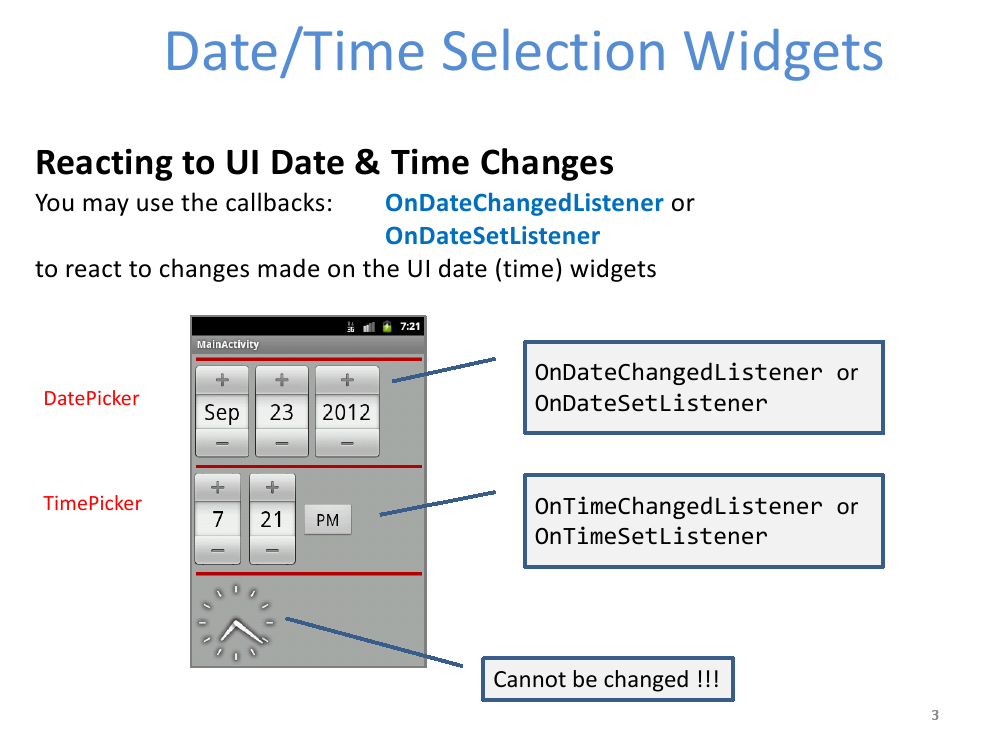 Date/Time Selection Widgets
Reacting to UI Date & Time Changes
You may use the callbacks: OnDateChangedListener or
OnDateSetListener
to react to changes made on the UI date (time) widgets
3G 7:21
MainActivity
DatePicker
+ + +
Sep 23 2012
− − −
OnDateChangedListener or
OnDateSetListener
TimePicker
+ +
7 21 PM
− −
OnTimeChangedListener or
OnTimeSetListener
Cannot be changed !!!
3